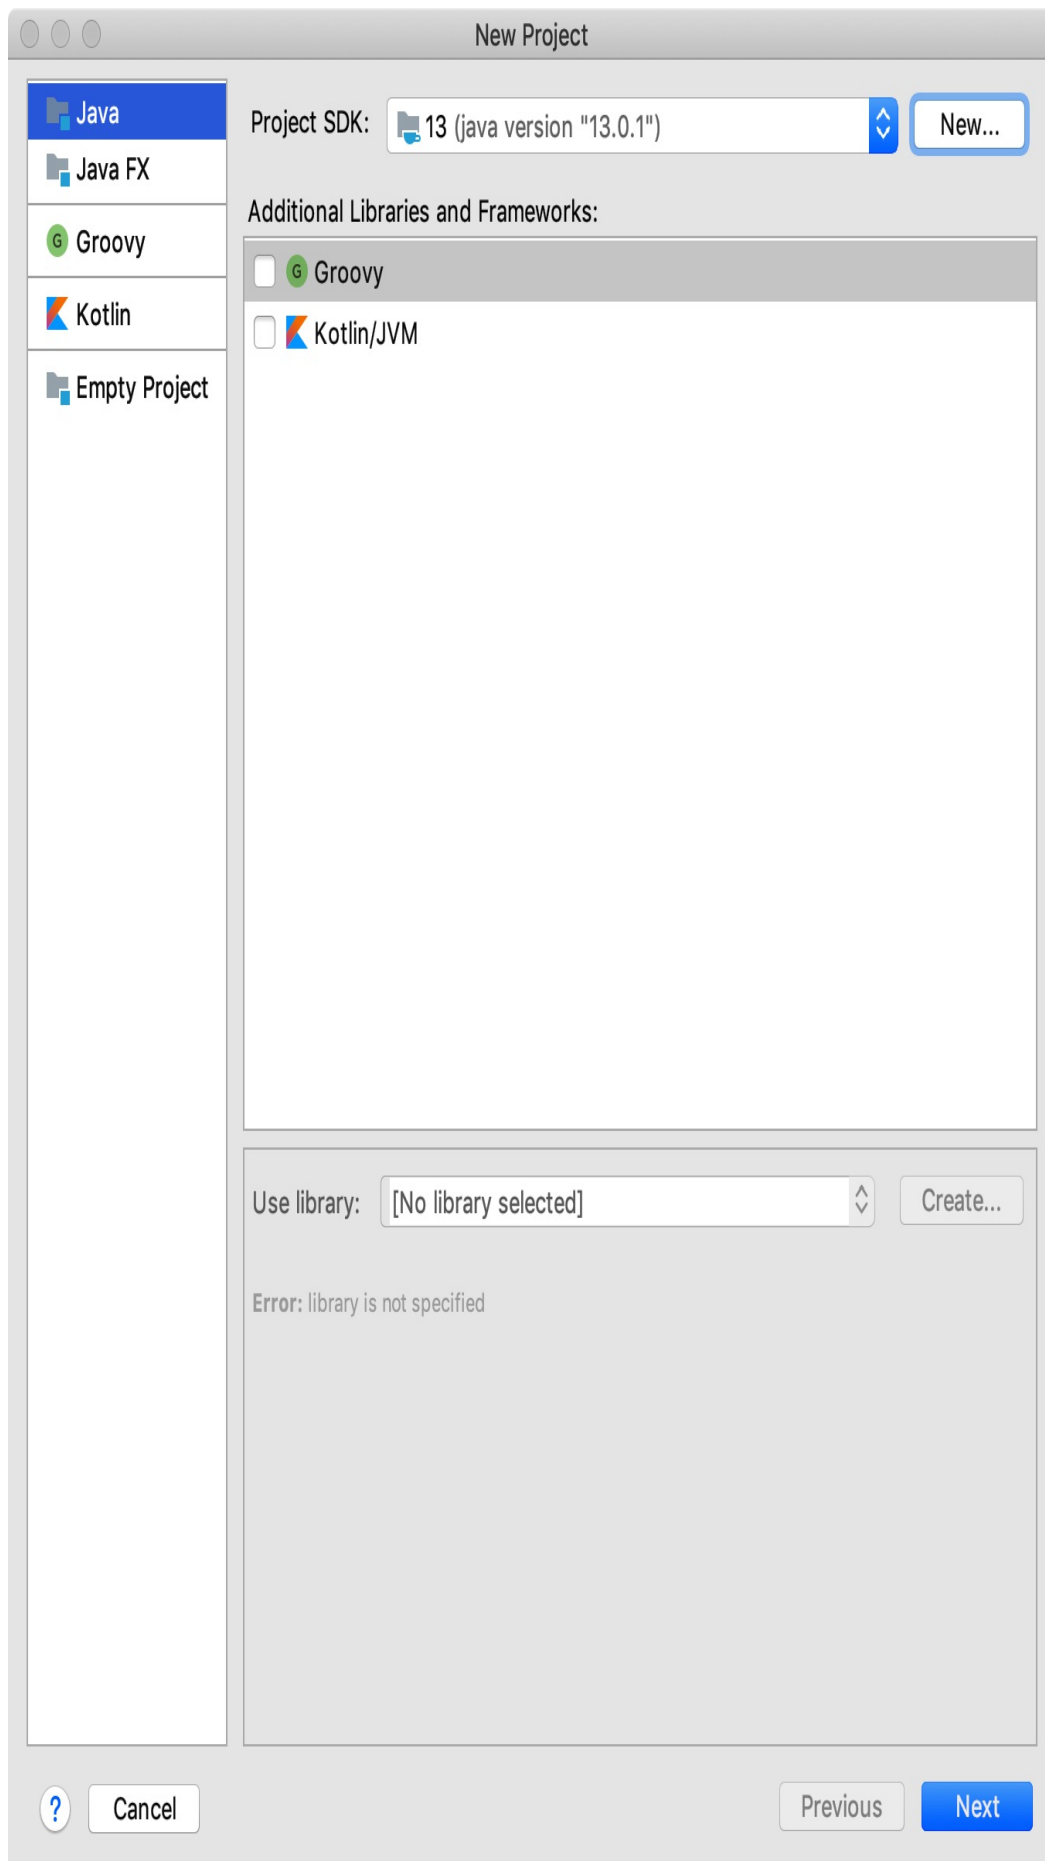 New Project
Java
Java FX
Groovy
Kotlin
Empty Project
Project SDK: 13 (java version "13.0.1") New...
Additional Libraries and Frameworks:
G Groovy
Kotlin/JVM
Use library: [No library selected] Create...
Error: library is not specified
? Cancel Previous Next